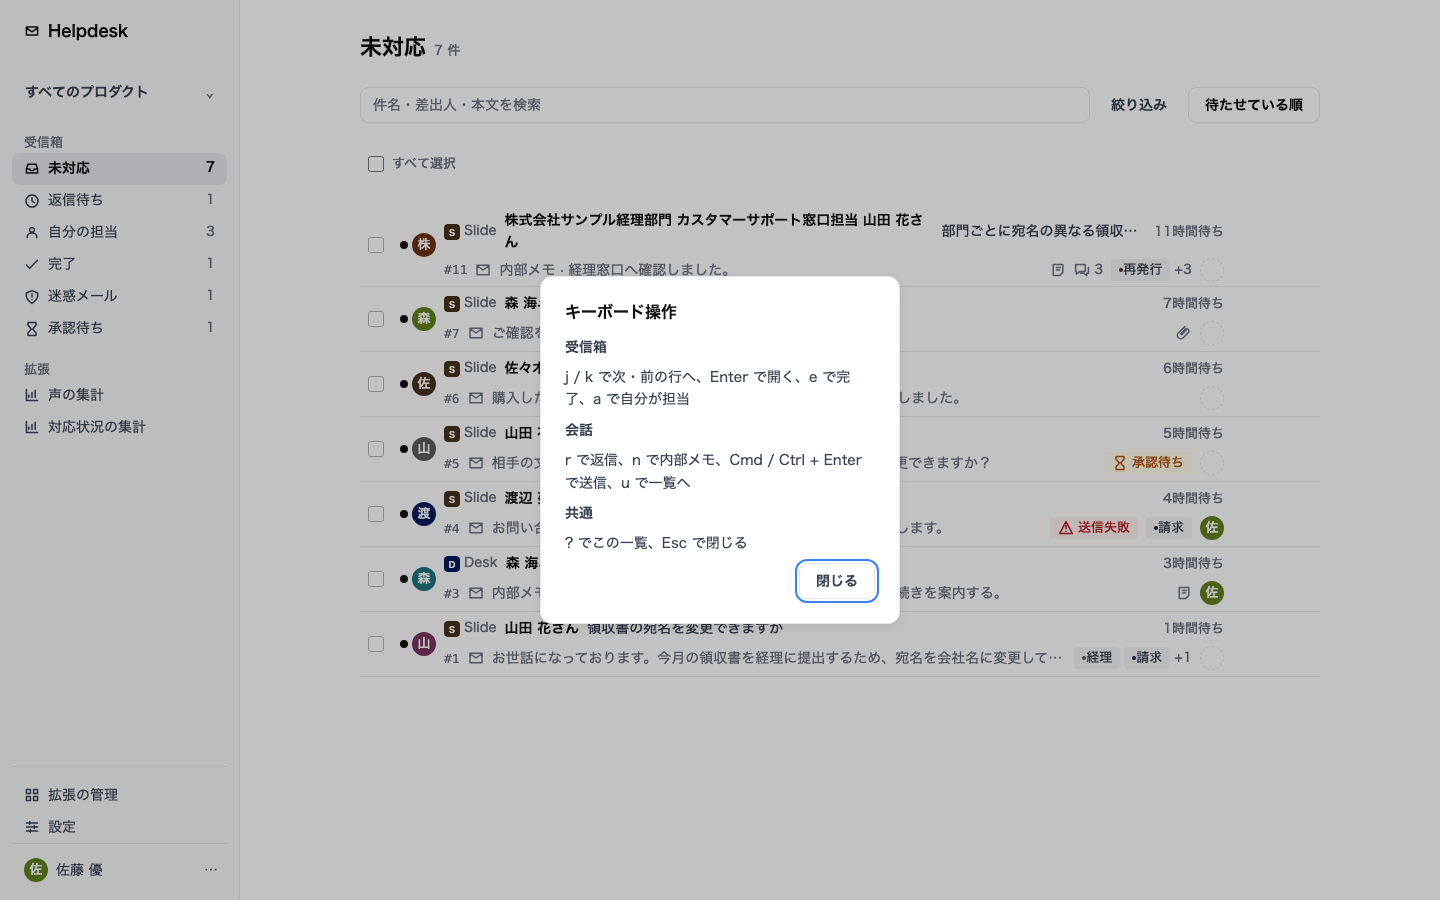 Helpdesk
すべてのプロダクト
受信箱
未対応 7
返信待ち 1
自分の担当 3
完了 1
迷惑メール 1
承認待ち 1
拡張
声の集計
対応状況の集計
拡張の管理
設定
佐 佐藤 優 …
未対応 7 件
件名・差出人・本文を検索 絞り込み 待たせている順
すべて選択
株 S Slide 株式会社サンプル経理部門 カスタマーサポート窓口担当 山田 花さ
ん
部門ごとに宛名の異なる領収… 11時間待ち
#11 内部メモ · 経理窓口へ確認しました。 3 •再発行 +3
森 S Slide 森 海 7時間待ち
#7 ご確認
佐 S Slide 佐々 6時間待ち
#6 購入し しました。
山 S Slide 山田 5時間待ち
#5 相手の 更できますか？ 承認待ち
渡 S Slide 渡辺 4時間待ち
#4 お問い します。 送信失敗 •請求 佐
森 D Desk 森 海 3時間待ち
#3 内部メ 続きを案内する。 佐
山 S Slide 山田 花さん 領収書の宛名を変更できますか 1時間待ち
#1 お世話になっております。今月の領収書を経理に提出するため、宛名を会社名に変更して… •経理 •請求 +1
キーボード操作
受信箱
j / k で次・前の行へ、Enter で開く、e で完
了、a で自分が担当
会話
r で返信、n で内部メモ、Cmd / Ctrl + Enter
で送信、u で一覧へ
共通
? でこの一覧、Esc で閉じる
閉じる